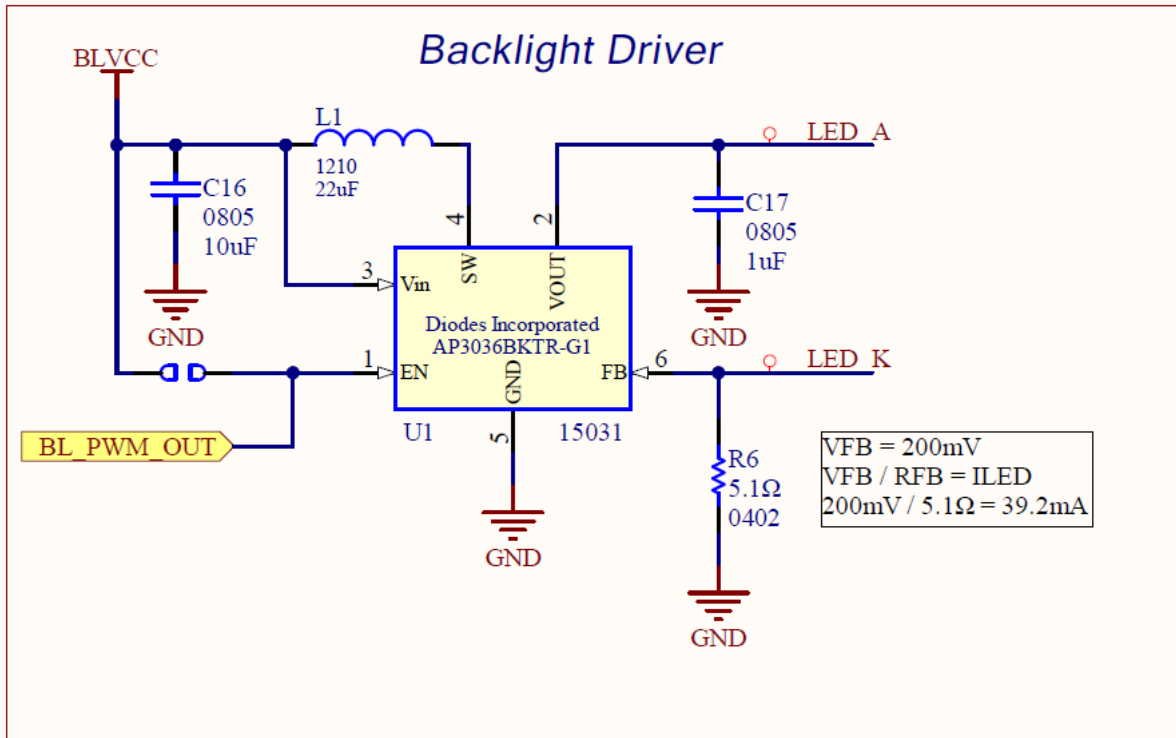 Backlight Driver
BLVCC
L1
1210
22uF
C16
0805
10uF
GND
4
SW
2
VOUT
LED_A
C17
0805
1uF
GND
3
Vin
Diodes Incorporated
AP3036BKTR-G1
1
EN
GND
FB
6
LED_K
U1
5
15031
BL_PWM_OUT
GND
R6
5.1Ω
0402
GND
VFB = 200mV
VFB / RFB = ILED
200mV / 5.1Ω = 39.2mA